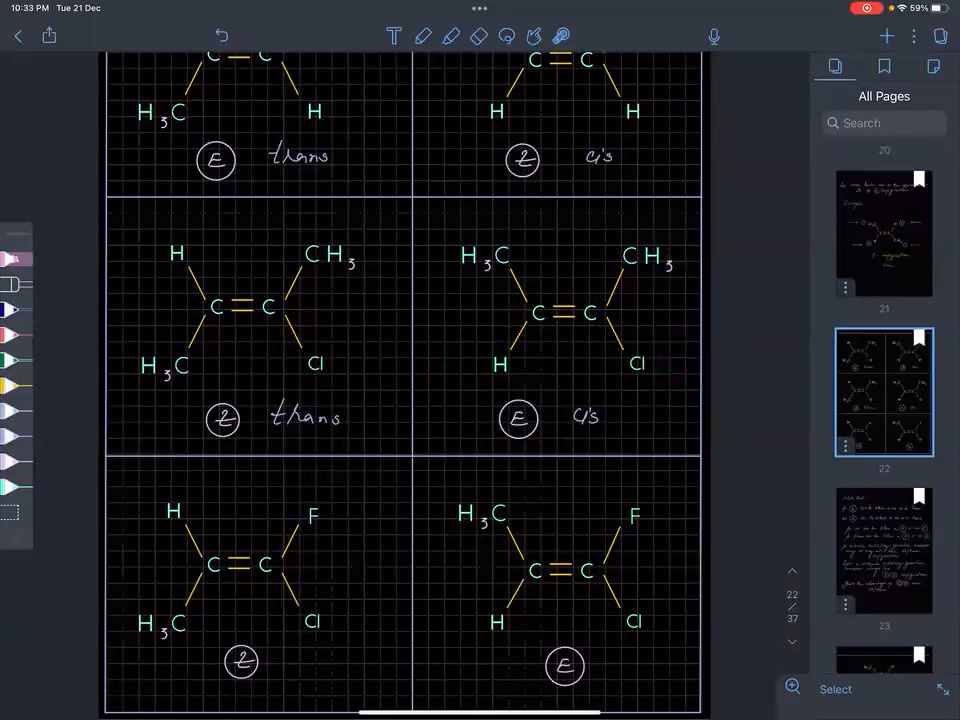 10:33 PM Tue 21 Dec
59%
All Pages
Search
20
C = C C = C
H3C H H H
E trans Z cis
H CH3 H3C CH3
C = C C = C
H3C Cl H Cl
Z trans E cis
H F H3C F
C = C C = C
H3C Cl H Cl
Z E
21
22
23
22
/
37
Select